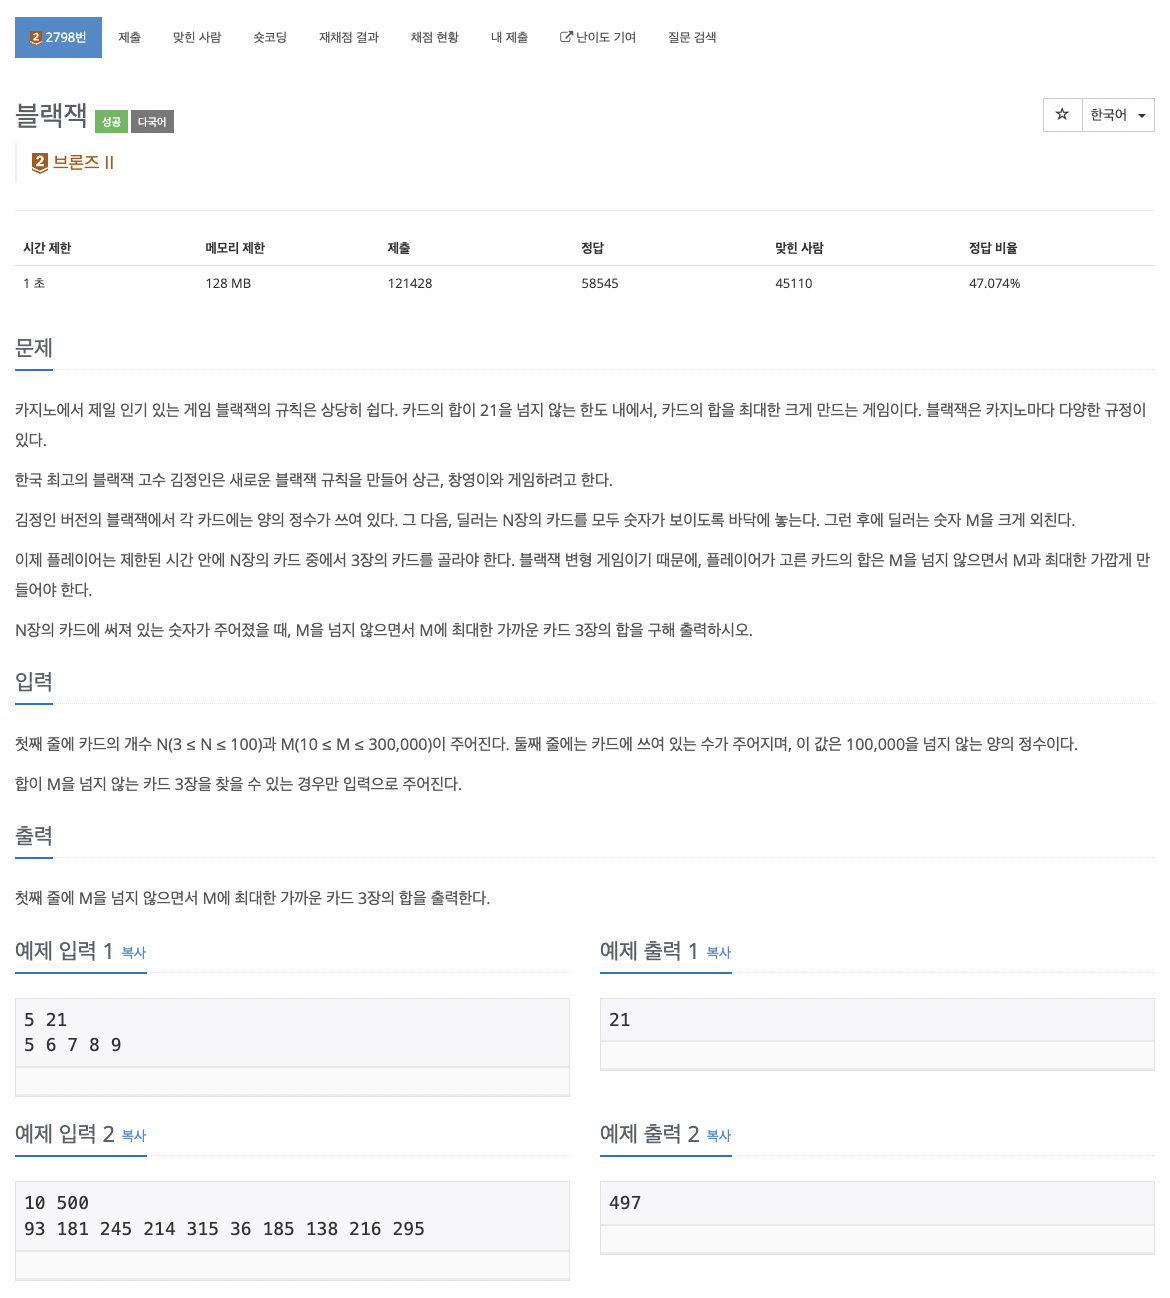 2 2798번 제출 맞힌 사람 숏코딩 재채점 결과 채점 현황 내 제출 난이도 기여 질문 검색
블랙잭 성공 다국어 ☆ 한국어
2 브론즈 II
시간 제한 메모리 제한 제출 정답 맞힌 사람 정답 비율
1 초 128 MB 121428 58545 45110 47.074%
문제
카지노에서 제일 인기 있는 게임 블랙잭의 규칙은 상당히 쉽다. 카드의 합이 21을 넘지 않는 한도 내에서, 카드의 합을 최대한 크게 만드는 게임이다. 블랙잭은 카지노마다 다양한 규정이
있다.
한국 최고의 블랙잭 고수 김정인은 새로운 블랙잭 규칙을 만들어 상근, 창영이와 게임하려고 한다.
김정인 버전의 블랙잭에서 각 카드에는 양의 정수가 쓰여 있다. 그 다음, 딜러는 N장의 카드를 모두 숫자가 보이도록 바닥에 놓는다. 그런 후에 딜러는 숫자 M을 크게 외친다.
이제 플레이어는 제한된 시간 안에 N장의 카드 중에서 3장의 카드를 골라야 한다. 블랙잭 변형 게임이기 때문에, 플레이어가 고른 카드의 합은 M을 넘지 않으면서 M과 최대한 가깝게 만
들어야 한다.
N장의 카드에 써져 있는 숫자가 주어졌을 때, M을 넘지 않으면서 M에 최대한 가까운 카드 3장의 합을 구해 출력하시오.
입력
첫째 줄에 카드의 개수 N(3 ≤ N ≤ 100)과 M(10 ≤ M ≤ 300,000)이 주어진다. 둘째 줄에는 카드에 쓰여 있는 수가 주어지며, 이 값은 100,000을 넘지 않는 양의 정수이다.
합이 M을 넘지 않는 카드 3장을 찾을 수 있는 경우만 입력으로 주어진다.
출력
첫째 줄에 M을 넘지 않으면서 M에 최대한 가까운 카드 3장의 합을 출력한다.
예제 입력 1 복사
5 21
5 6 7 8 9
예제 출력 1 복사
21
예제 입력 2 복사
10 500
93 181 245 214 315 36 185 138 216 295
예제 출력 2 복사
497